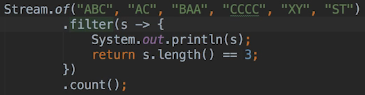 Stream.of("ABC", "AC", "BAA", "CCCC", "XY", "ST")
.filter(s -> {
System.out.println(s);
return s.length() == 3;
})
.count();